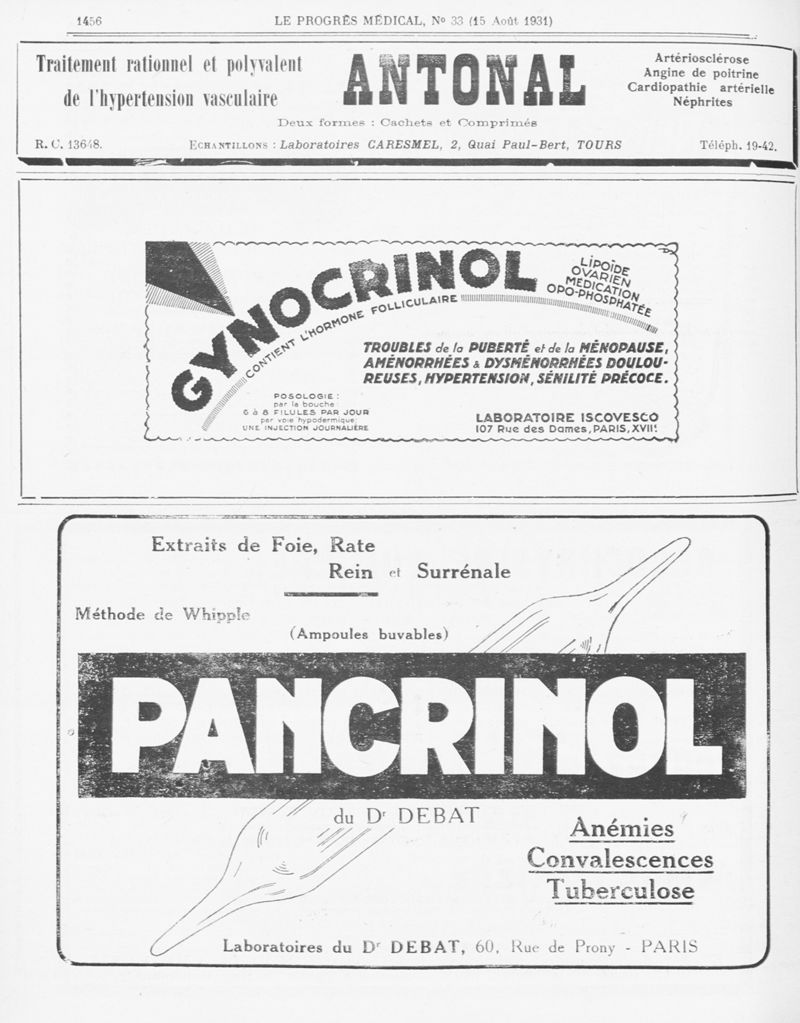 1456
LE PROGRÈS MÉDICAL, Nº 33 (15 Août 1931)
Traitement rationnel et polyvalent
de l'hypertension vasculaire
ANTONAL
Artériosclérose
Angine de poitrine
Cardiopathie artérielle
Néphrites
Deux formes : Cachets et Comprimés
R. C. 13648.
ECHANTILLONS : Laboratoires CARESMEL, 2, Quai Paul-Bert, TOURS
Téléph. 19-42.
GYNOCRINOL
CONTIENT L'HORMONE FOLLICULAIRE
LIPOÏDE
OVARIEN
MEDICATION
OPO-PHOSPHATÉE
TROUBLES de la PUBERTÉ et de la MÉNOPAUSE,
AMÉNORRHÉES & DYSMÉNORRHÉES DOULOU-
REUSES, HYPERTENSION, SÉNILITÉ PRÉCOCE.
POSOLOGIE :
par la bouche :
6 à 8 PILULES PAR JOUR
par voie hypodermique;
UNE INJECTION JOURNALIÈRE
LABORATOIRE ISCOVESCO
107 Rue des Dames, PARIS, XVIIᵉ.
Extraits de Foie, Rate
Rein et Surrénale
Méthode de Whipple
(Ampoules buvables)
PANCRINOL
du Dʳ DEBAT
Anémies
Convalescences
Tuberculose
Laboratoires du Dʳ DEBAT, 60, Rue de Prony - PARIS